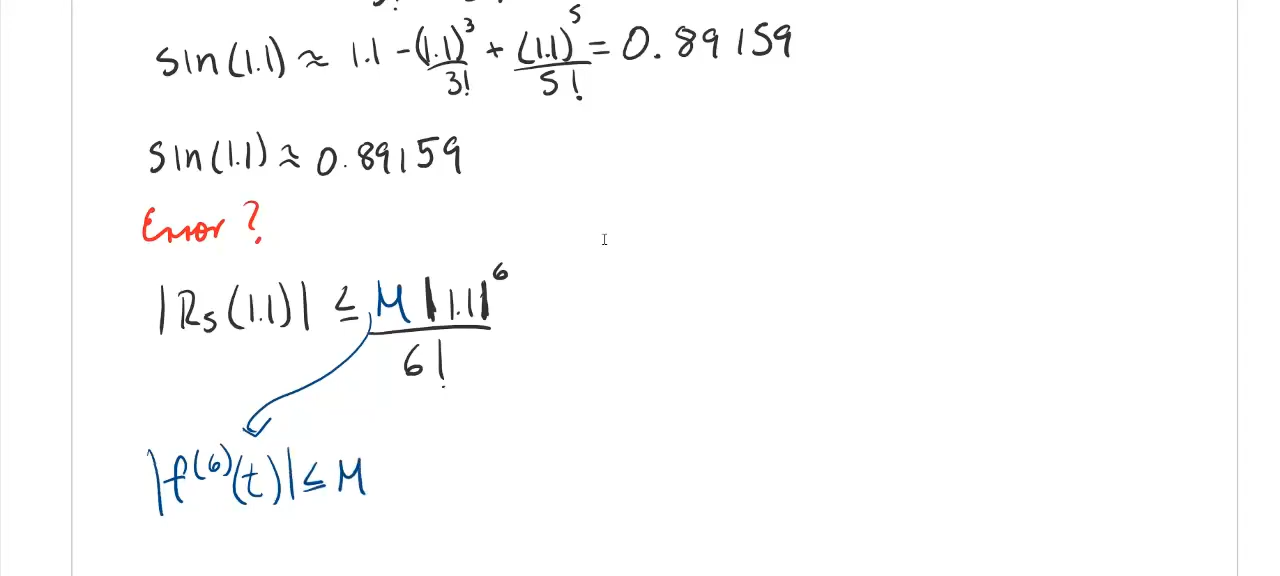 sin(1.1) ≈ 1.1 - (1.1)^3/3! + (1.1)^5/5! = 0.89159
sin(1.1) ≈ 0.89159
Error?
|R_5(1.1)| ≤ M|1.1|^6/6!
|f^(6)(t)| ≤ M